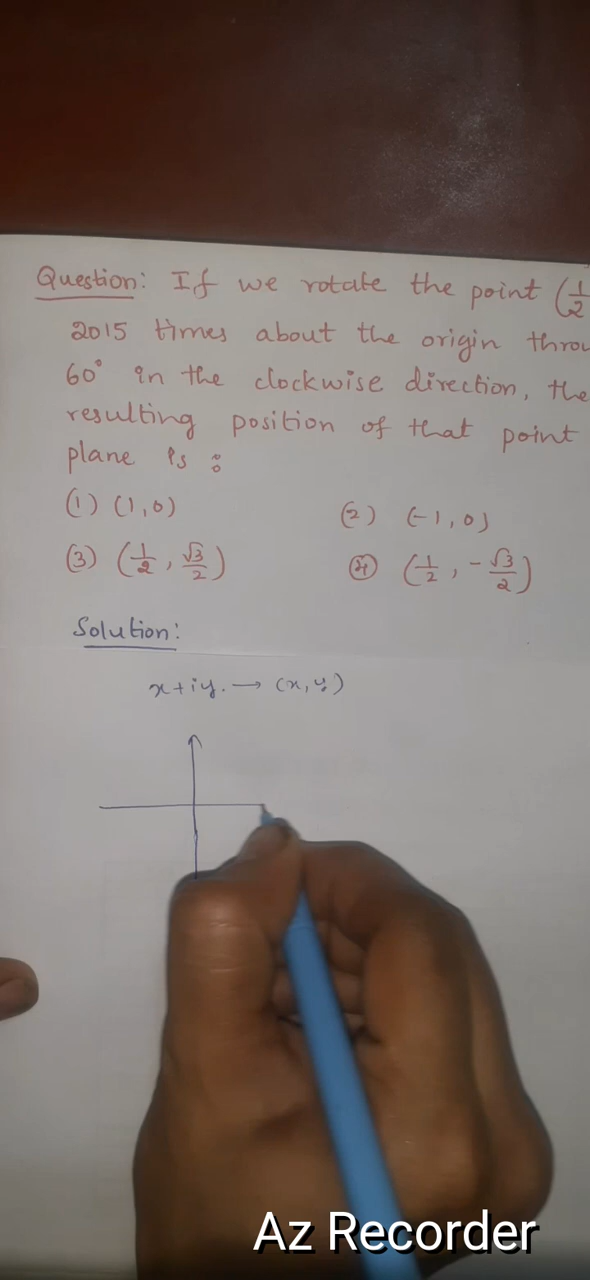 Question: If we rotate the point (1/2
2015 times about the origin
60° in the clockwise direction,
resulting position of that point
plane is :
(1) (1,0) (2) (-1,0)
(3) (1/2, √3/2) (4) (1/2, -√3/2)
Solution:
x+iy. → (x,y)
Az Recorder